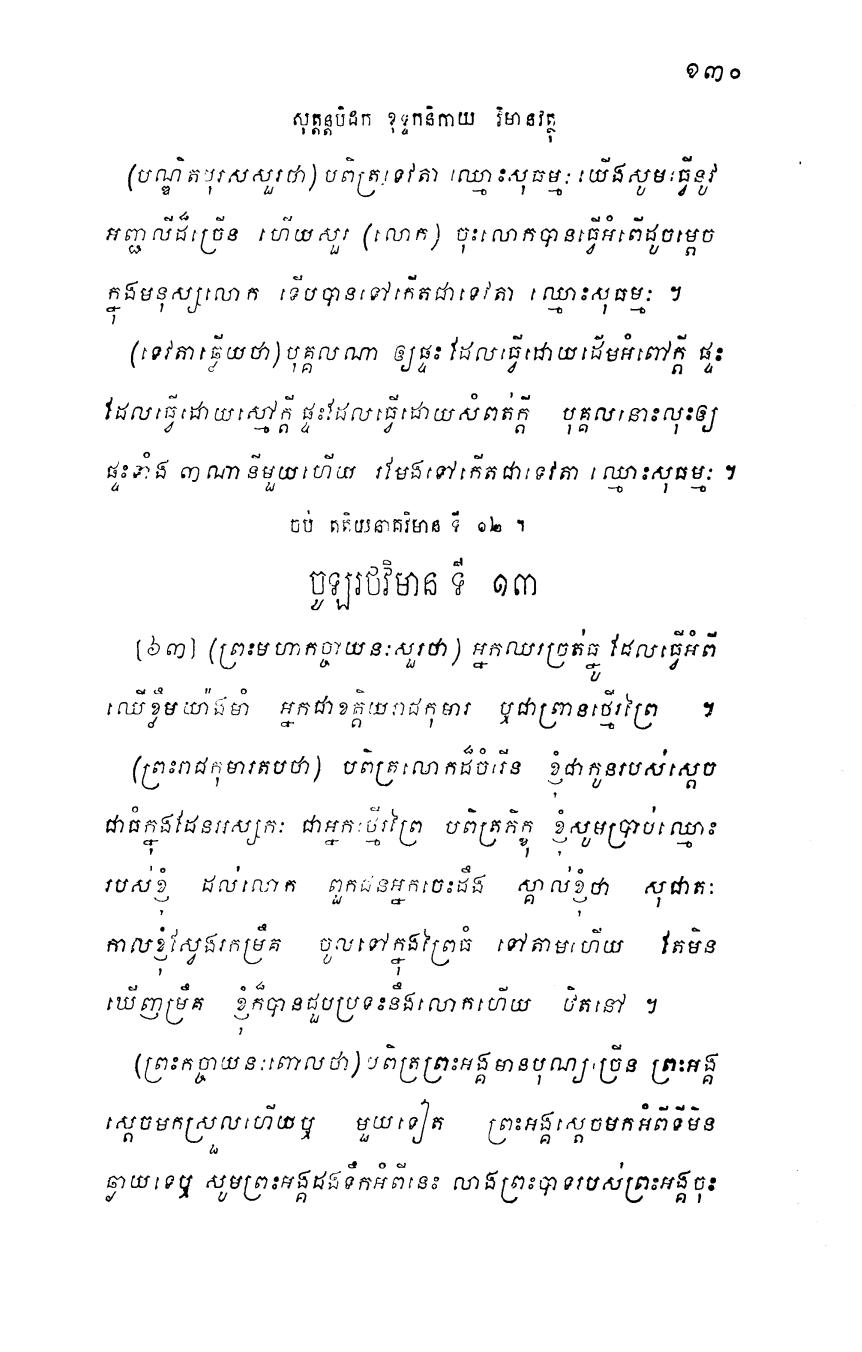 ១៣០
សុត្តន្តបិដក ខុទ្ទកនិកាយ វិមានវត្ថុ
(បណ្ឌិតបុរសសួរថា) បពិត្រទេវតា ឈ្មោះសុធម្មៈ យើងសូមធ្វើនូវ
អញ្ជលីដ៏ច្រើន ហើយសួរ (លោក) ចុះលោកបានធ្វើអំពើដូចម្តេច
ក្នុងមនុស្សលោក ទើបបានទៅកើតជាទេវតា ឈ្មោះសុធម្មៈ ។
(ទេវតាឆ្លើយថា) បុគ្គលណា ឲ្យផ្ទះ ដែលធ្វើដោយដើមអំពៅក្តី ផ្ទះ
ដែលធ្វើដោយស្មៅក្តី ផ្ទះដែលធ្វើដោយសំពត់ក្តី បុគ្គលនោះលុះឲ្យ
ផ្ទះទាំង ៣ ណានីមួយហើយ រមែងទៅកើតជាទេវតា ឈ្មោះសុធម្មៈ ។
ចប់ តតិយនាគវិមាន ទី ១២ ។
ចូឡរថវិមាន ទី ១៣
[៦៣] (ព្រះមហាកច្ចាយនៈសួរថា) អ្នកឈរច្រត់ធ្នូ ដែលធ្វើអំពី
ឈើខ្លឹមយ៉ាងមាំ អ្នកជាខត្តិយរាជកុមារ ឬជាព្រានថ្មើរព្រៃ ។
(ព្រះរាជកុមារតបថា) បពិត្រលោកដ៏ចំរើន ខ្ញុំជាកូនរបស់ស្តេច
ជាធំក្នុងដែនអស្សកៈ ជាអ្នកថ្មើរព្រៃ បពិត្រភិក្ខុ ខ្ញុំសូមប្រាប់ឈ្មោះ
របស់ខ្ញុំ ដល់លោក ពួកជនអ្នកចេះដឹង ស្គាល់ខ្ញុំថា សុជាតៈ
កាលខ្ញុំស្វែងរកម្រឹគ ចូលទៅក្នុងព្រៃធំ ទៅតាមហើយ តែមិន
ឃើញម្រឹគ ខ្ញុំក៏បានជួបប្រទះនឹងលោកហើយ ឋិតនៅ ។
(ព្រះកច្ចាយនៈពោលថា) បពិត្រព្រះអង្គមានបុណ្យច្រើន ព្រះអង្គ
ស្តេចមកស្រួលហើយឬ មួយទៀត ព្រះអង្គស្តេចមកអំពីទីមិន
ឆ្ងាយទេឬ សូមព្រះអង្គដងទឹកអំពីនេះ លាងព្រះបាទរបស់ព្រះអង្គចុះ